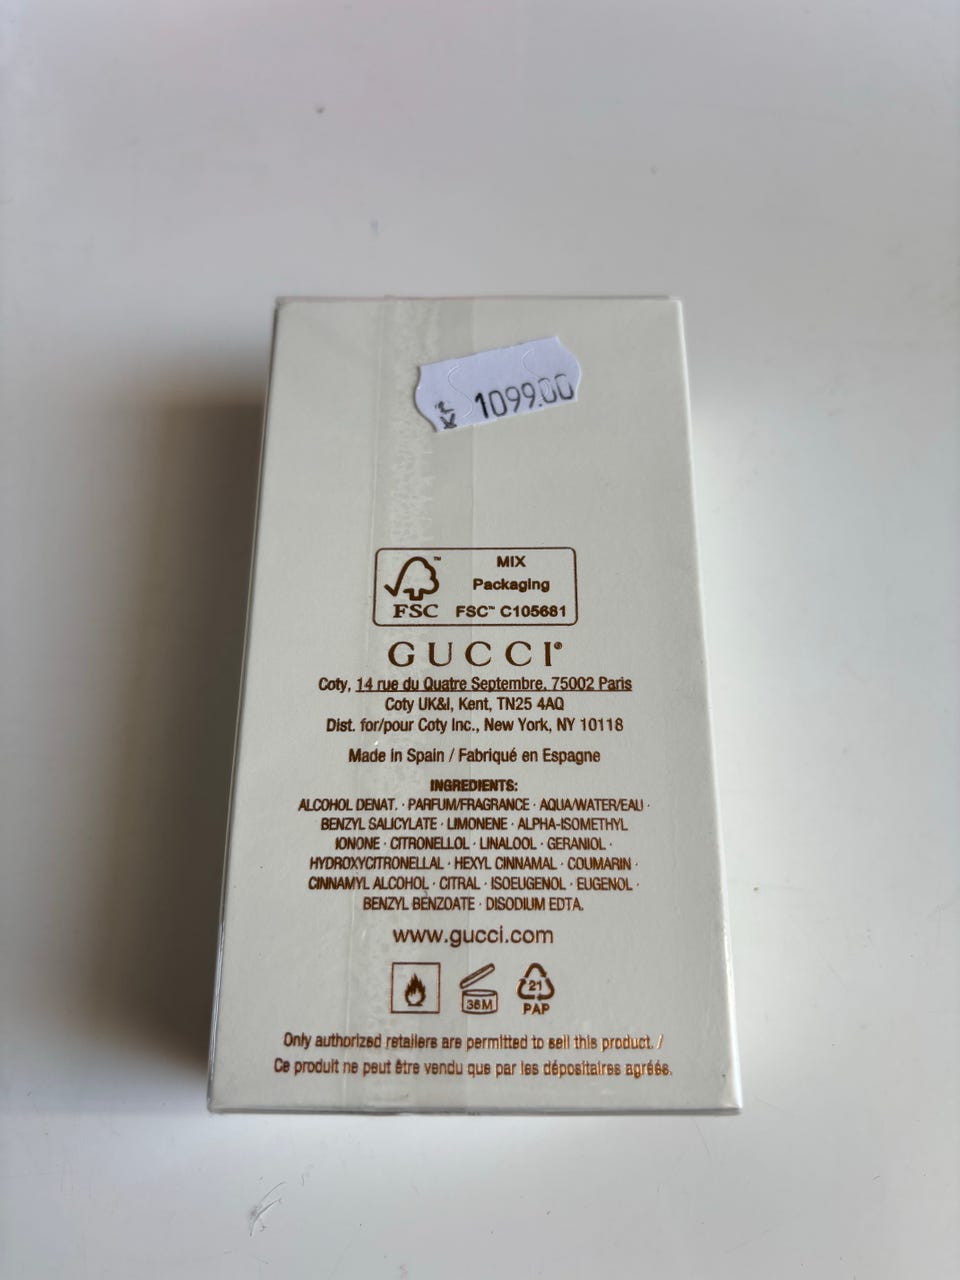 1099.00
MIX
Packaging
FSC™
FSC™ C105681
GUCCI®
Coty, 14 rue du Quatre Septembre, 75002 Paris
Coty UK&I, Kent, TN25 4AQ
Dist. for/pour Coty Inc., New York, NY 10118
Made in Spain / Fabriqué en Espagne
INGREDIENTS:
ALCOHOL DENAT. · PARFUM/FRAGRANCE · AQUA/WATER/EAU ·
BENZYL SALICYLATE · LIMONENE · ALPHA-ISOMETHYL
IONONE · CITRONELLOL · LINALOOL · GERANIOL ·
HYDROXYCITRONELLAL · HEXYL CINNAMAL · COUMARIN ·
CINNAMYL ALCOHOL · CITRAL · ISOEUGENOL · EUGENOL ·
BENZYL BENZOATE · DISODIUM EDTA.
www.gucci.com
36M
21
PAP
Only authorized retailers are permitted to sell this product. /
Ce produit ne peut être vendu que par les dépositaires agréés.